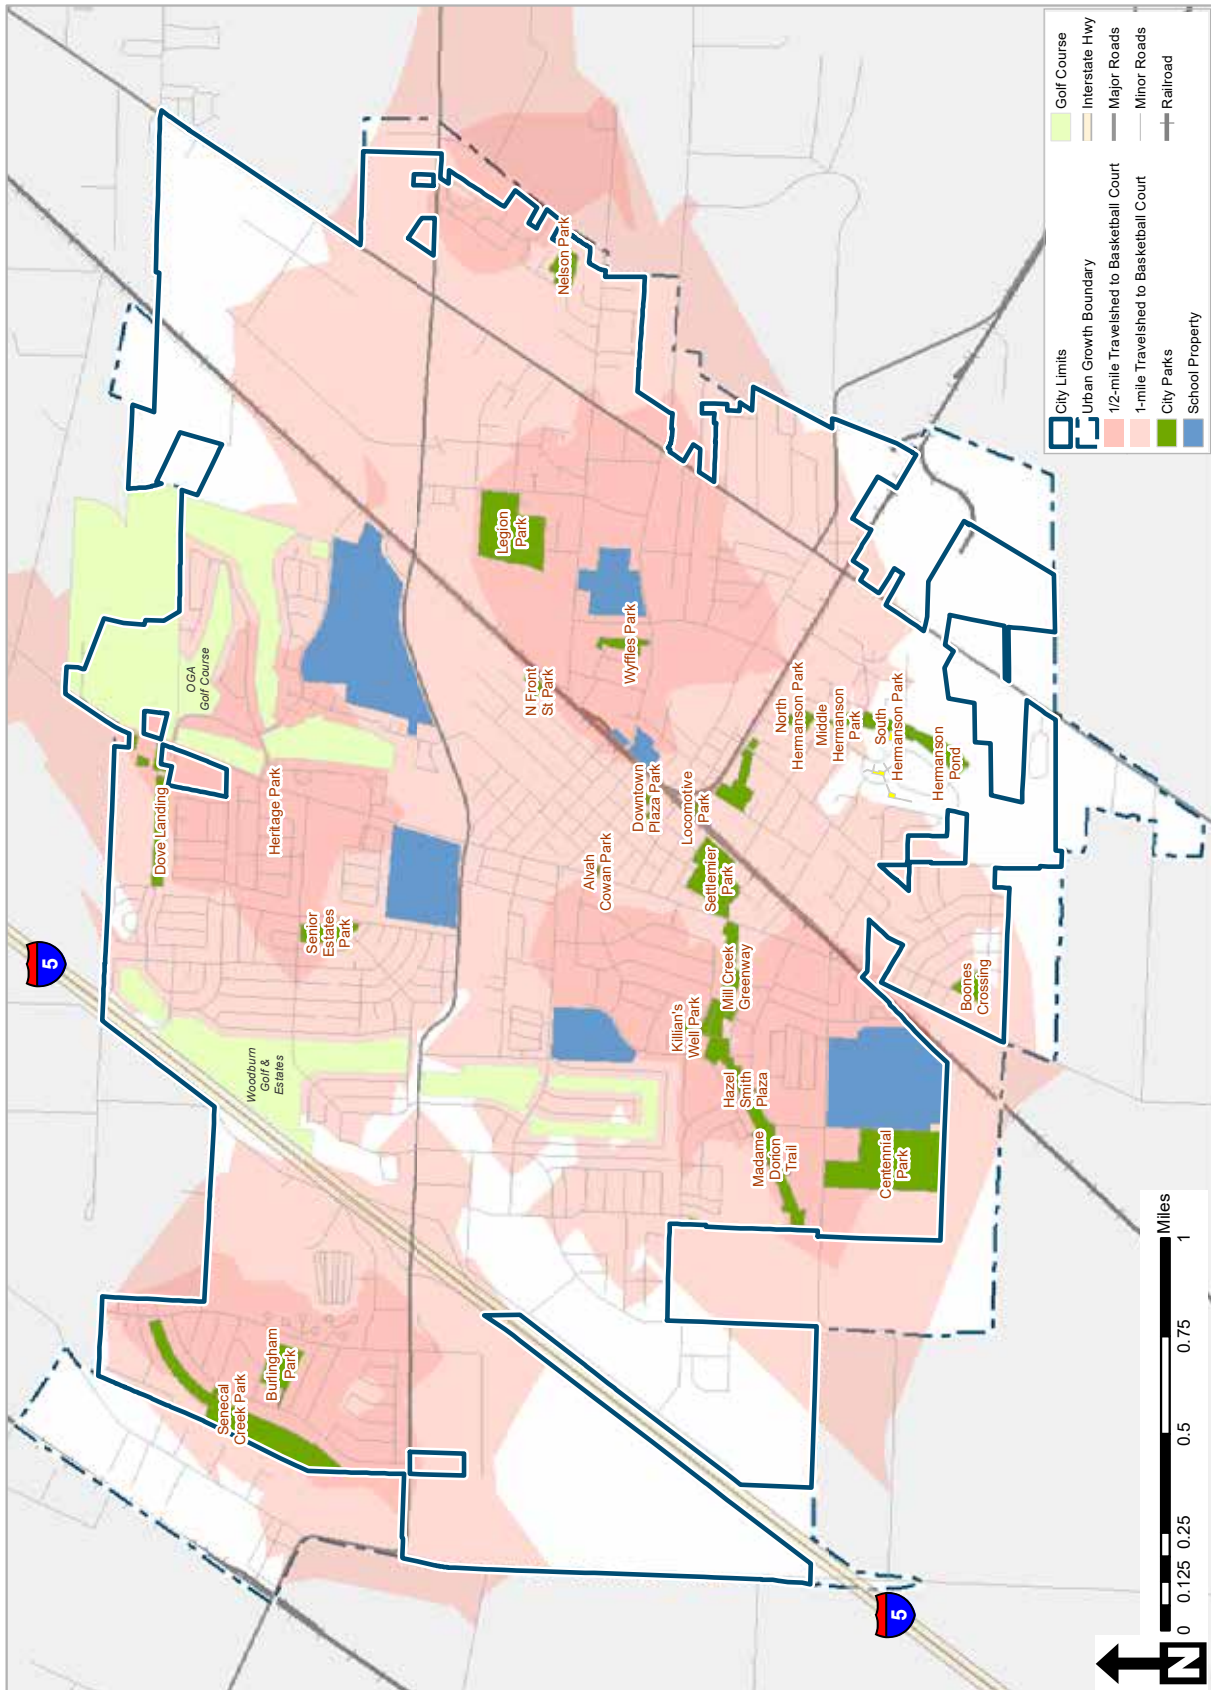 5
Dove Landing
OGA
Golf Course
Heritage Park
Senior
Estates
Park
Woodburn
Golf &
Estates
Senecal
Creek Park
Burlingham
Park
Nelson Park
Legion
Park
Wyffles Park
N Front
St Park
Downtown
Plaza Park
Locomotive
Park
Alvah
Cowan Park
Settlemier
Park
Mill Creek
Greenway
Killian's
Well Park
Hazel
Smith
Plaza
Madame
Dorion
Trail
Centennial
Park
North
Hermanson Park
Middle
Hermanson
Park
South
Hermanson Park
Hermanson
Pond
Boones
Crossing
5
City Limits
Urban Growth Boundary
1/2-mile Travelshed to Basketball Court
1-mile Travelshed to Basketball Court
City Parks
School Property
Golf Course
Interstate Hwy
Major Roads
Minor Roads
Railroad
N
0 0.125 0.25 0.5 0.75 1
Miles